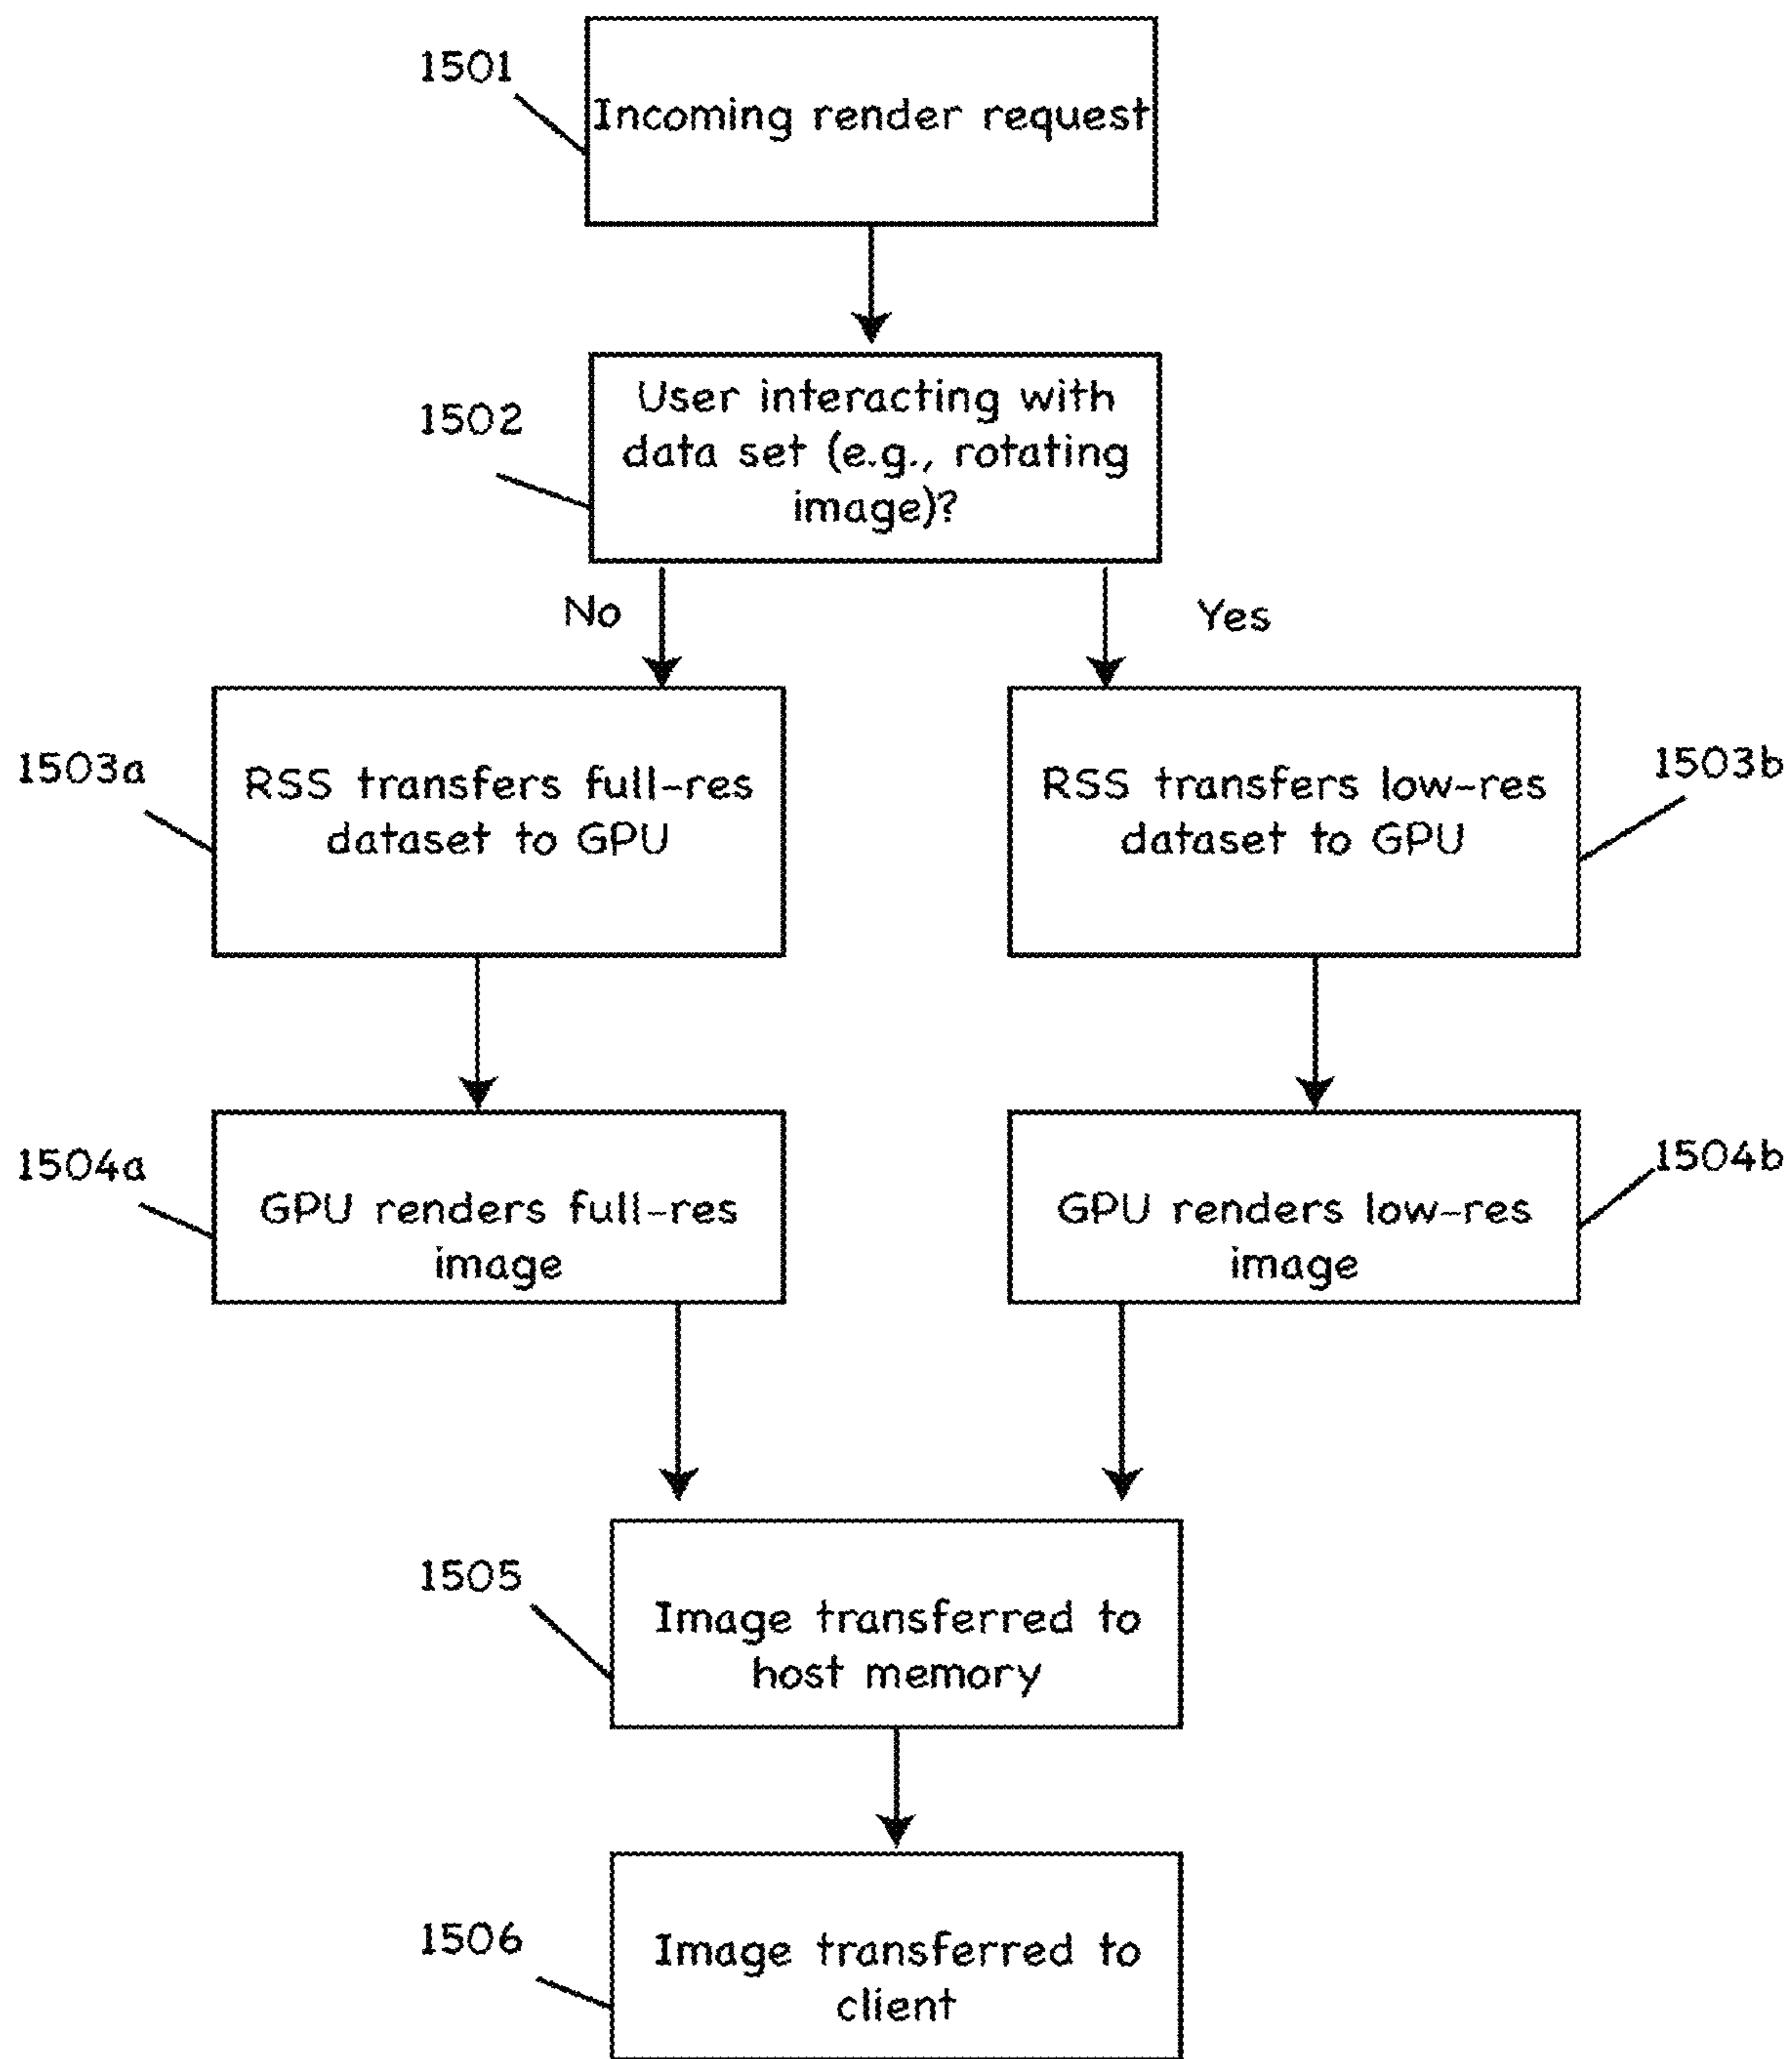 1501
Incoming render request
1502
User interacting with
data set (e.g., rotating
image)?
No
Yes
1503a
RSS transfers full-res
dataset to GPU
1503b
RSS transfers low-res
dataset to GPU
1504a
GPU renders full-res
image
1504b
GPU renders low-res
image
1505
Image transferred to
host memory
1506
Image transferred to
client